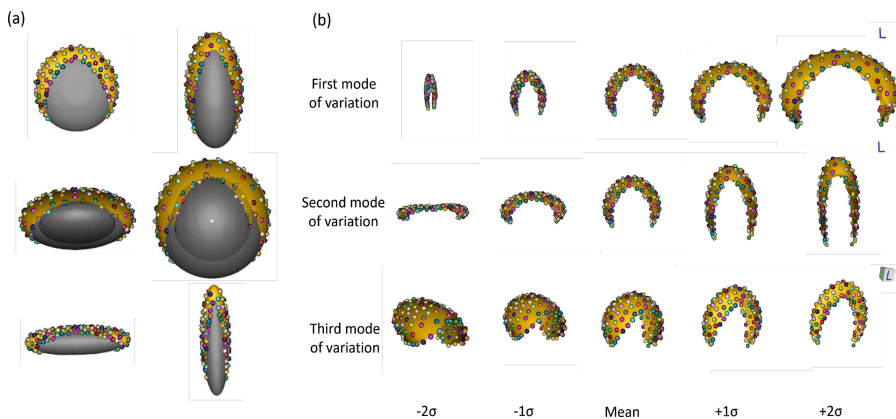 (a)
(b)
L
First mode
of variation
L
Second mode
of variation
L
Third mode
of variation
-2σ
-1σ
Mean
+1σ
+2σ